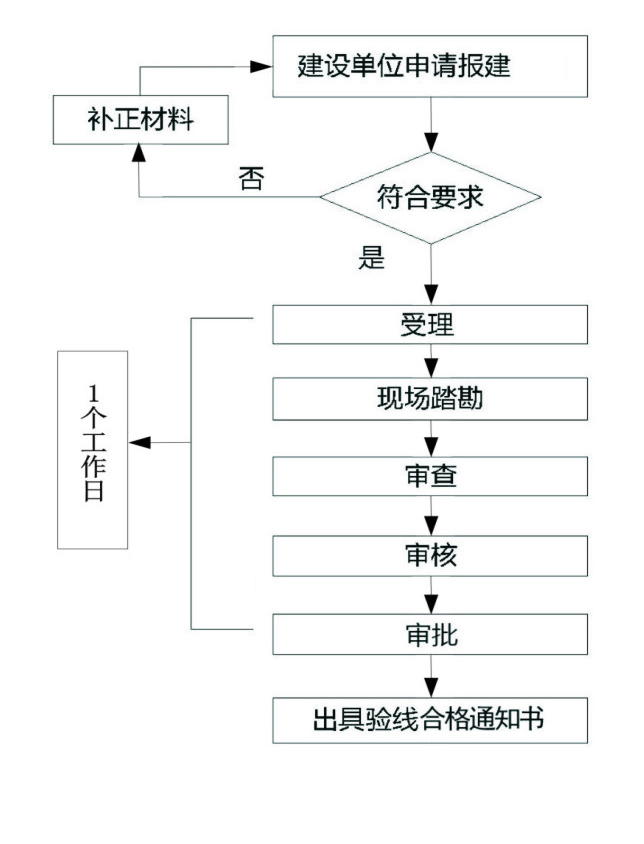 建设单位申请报建
补正材料
符合要求
否
是
受理
现场踏勘
1个工作日
审查
审核
审批
出具验线合格通知书